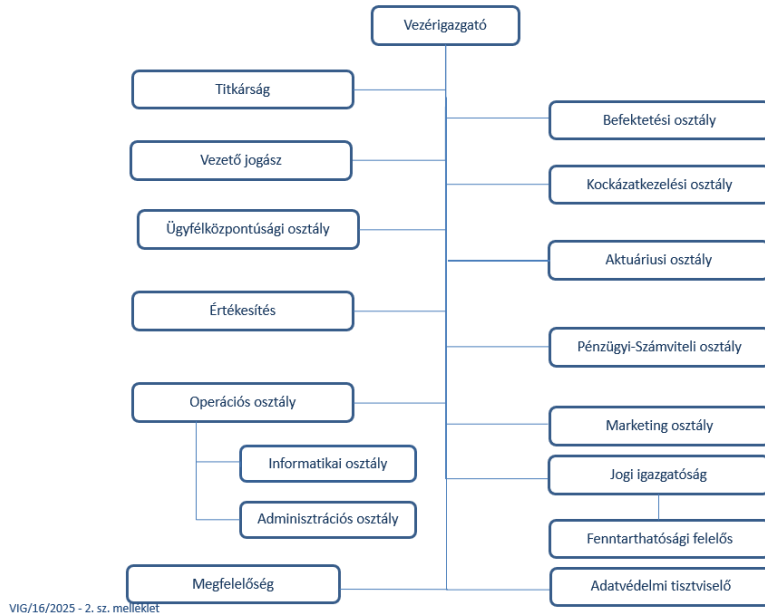 Vezérigazgató
Titkárság
Befektetési osztály
Vezető jogász
Kockázatkezelési osztály
Ügyfélközpontúsági osztály
Aktuáriusi osztály
Értékesítés
Pénzügyi-Számviteli osztály
Operációs osztály
Marketing osztály
Informatikai osztály
Jogi igazgatóság
Adminisztrációs osztály
Fenntarthatósági felelős
Megfelelőség
Adatvédelmi tisztviselő
VIG/16/2025 - 2. sz. melléklet